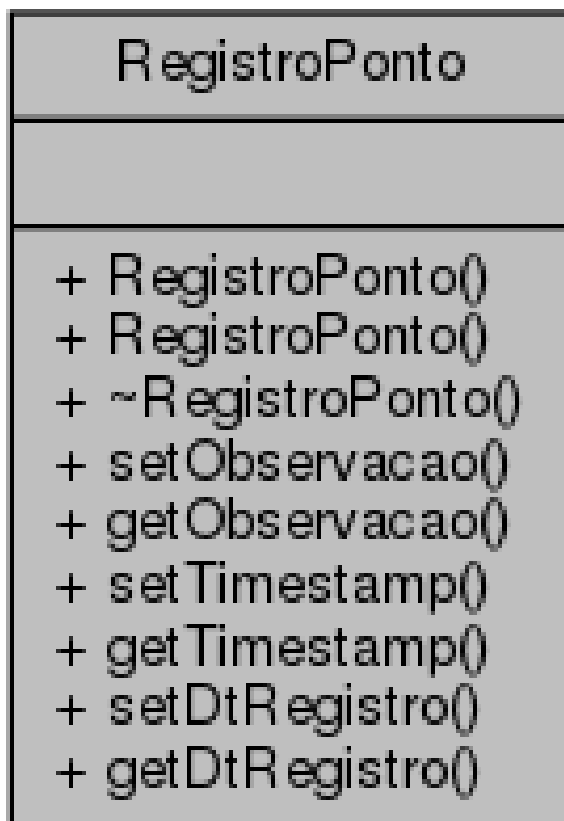 RegistroPonto
+ RegistroPonto()
+ RegistroPonto()
+ ~RegistroPonto()
+ setObservacao()
+ getObservacao()
+ setTimestamp()
+ getTimestamp()
+ setDtRegistro()
+ getDtRegistro()